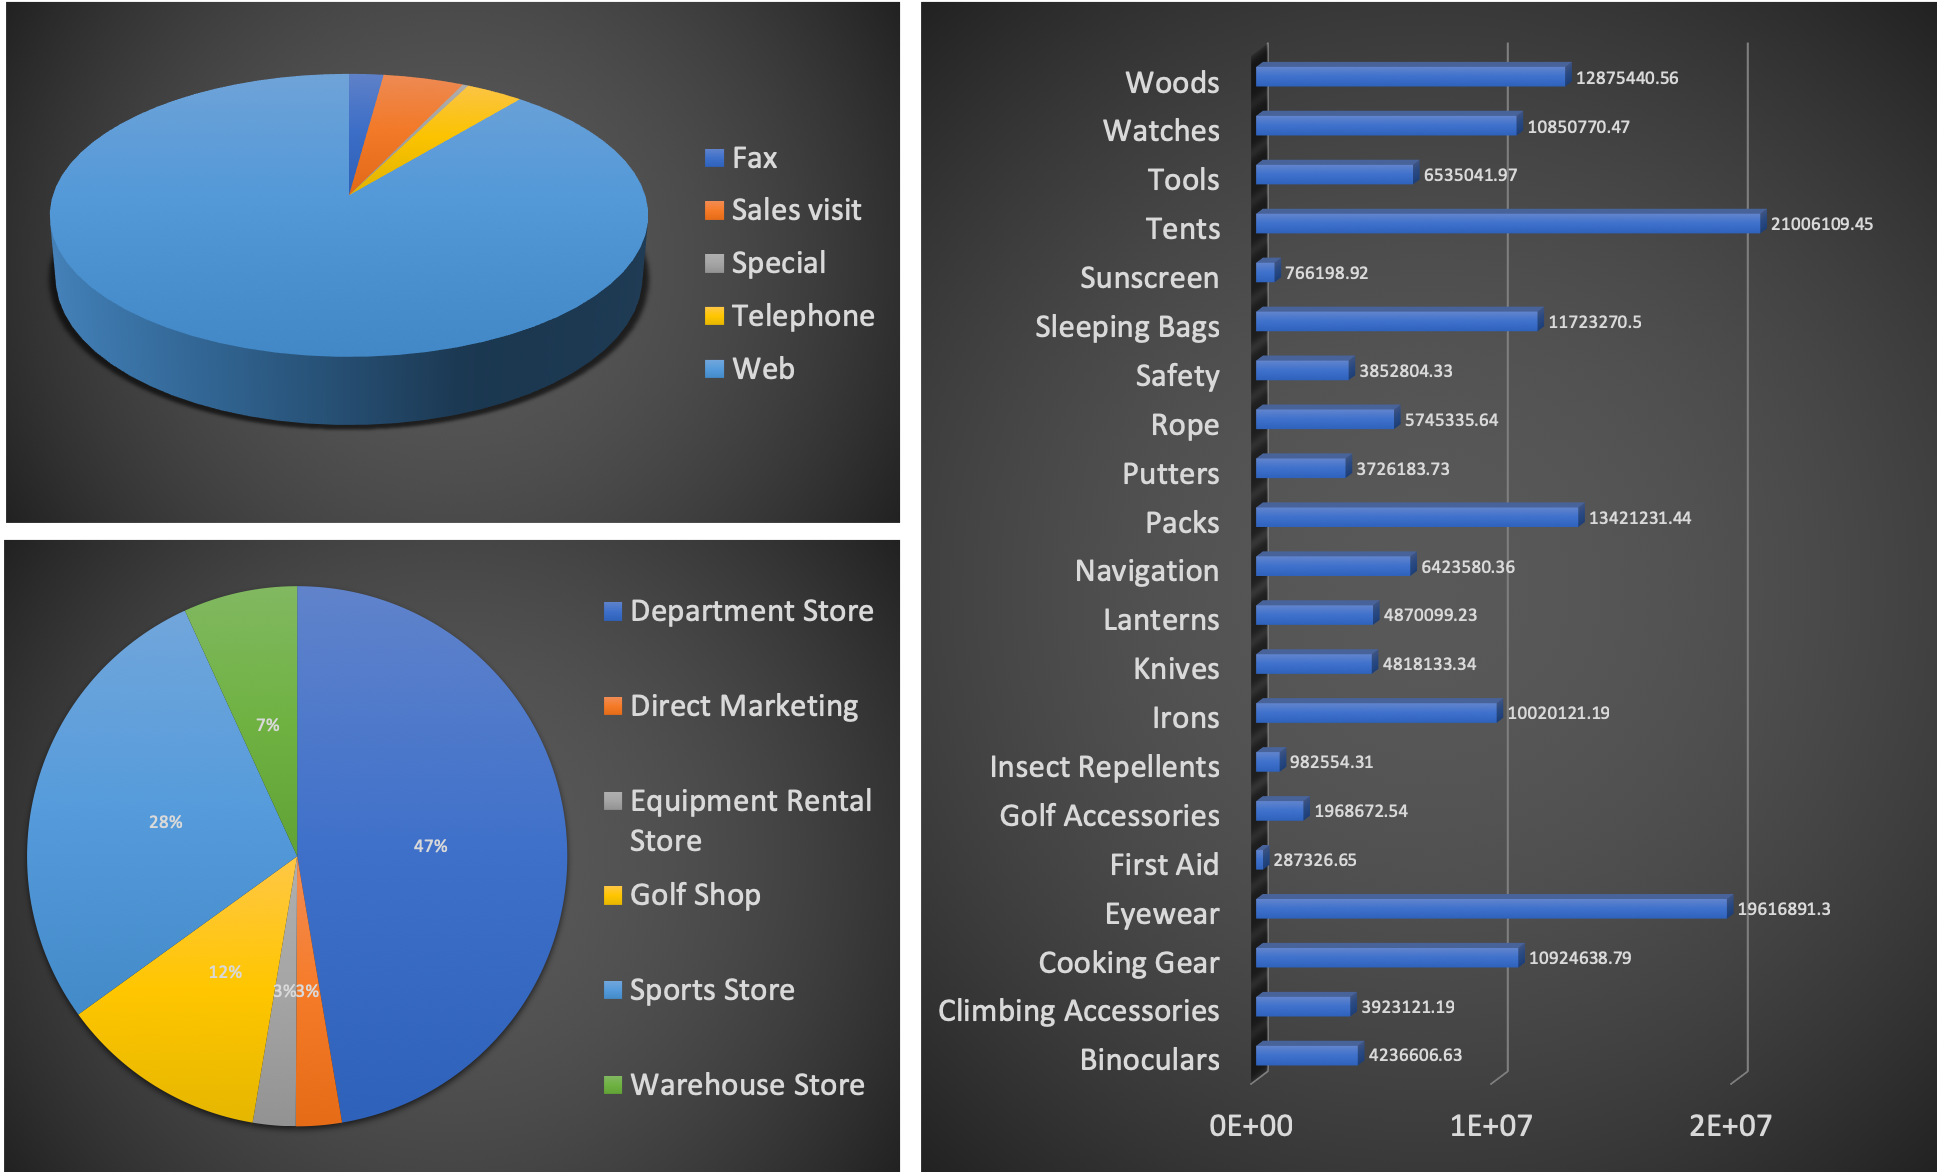 Fax
Sales visit
Special
Telephone
Web
Department Store
Direct Marketing
Equipment Rental
Store
Golf Shop
Sports Store
Warehouse Store
7%
28%
47%
12%
3%
3%
Woods 12875440.56
Watches 10850770.47
Tools 6535041.97
Tents 21006109.45
Sunscreen 766198.92
Sleeping Bags 11723270.5
Safety 3852804.33
Rope 5745335.64
Putters 3726183.73
Packs 13421231.44
Navigation 6423580.36
Lanterns 4870099.23
Knives 4818133.34
Irons 10020121.19
Insect Repellents 982554.31
Golf Accessories 1968672.54
First Aid 287326.65
Eyewear 19616891.3
Cooking Gear 10924638.79
Climbing Accessories 3923121.19
Binoculars 4236606.63
0E+00 1E+07 2E+07